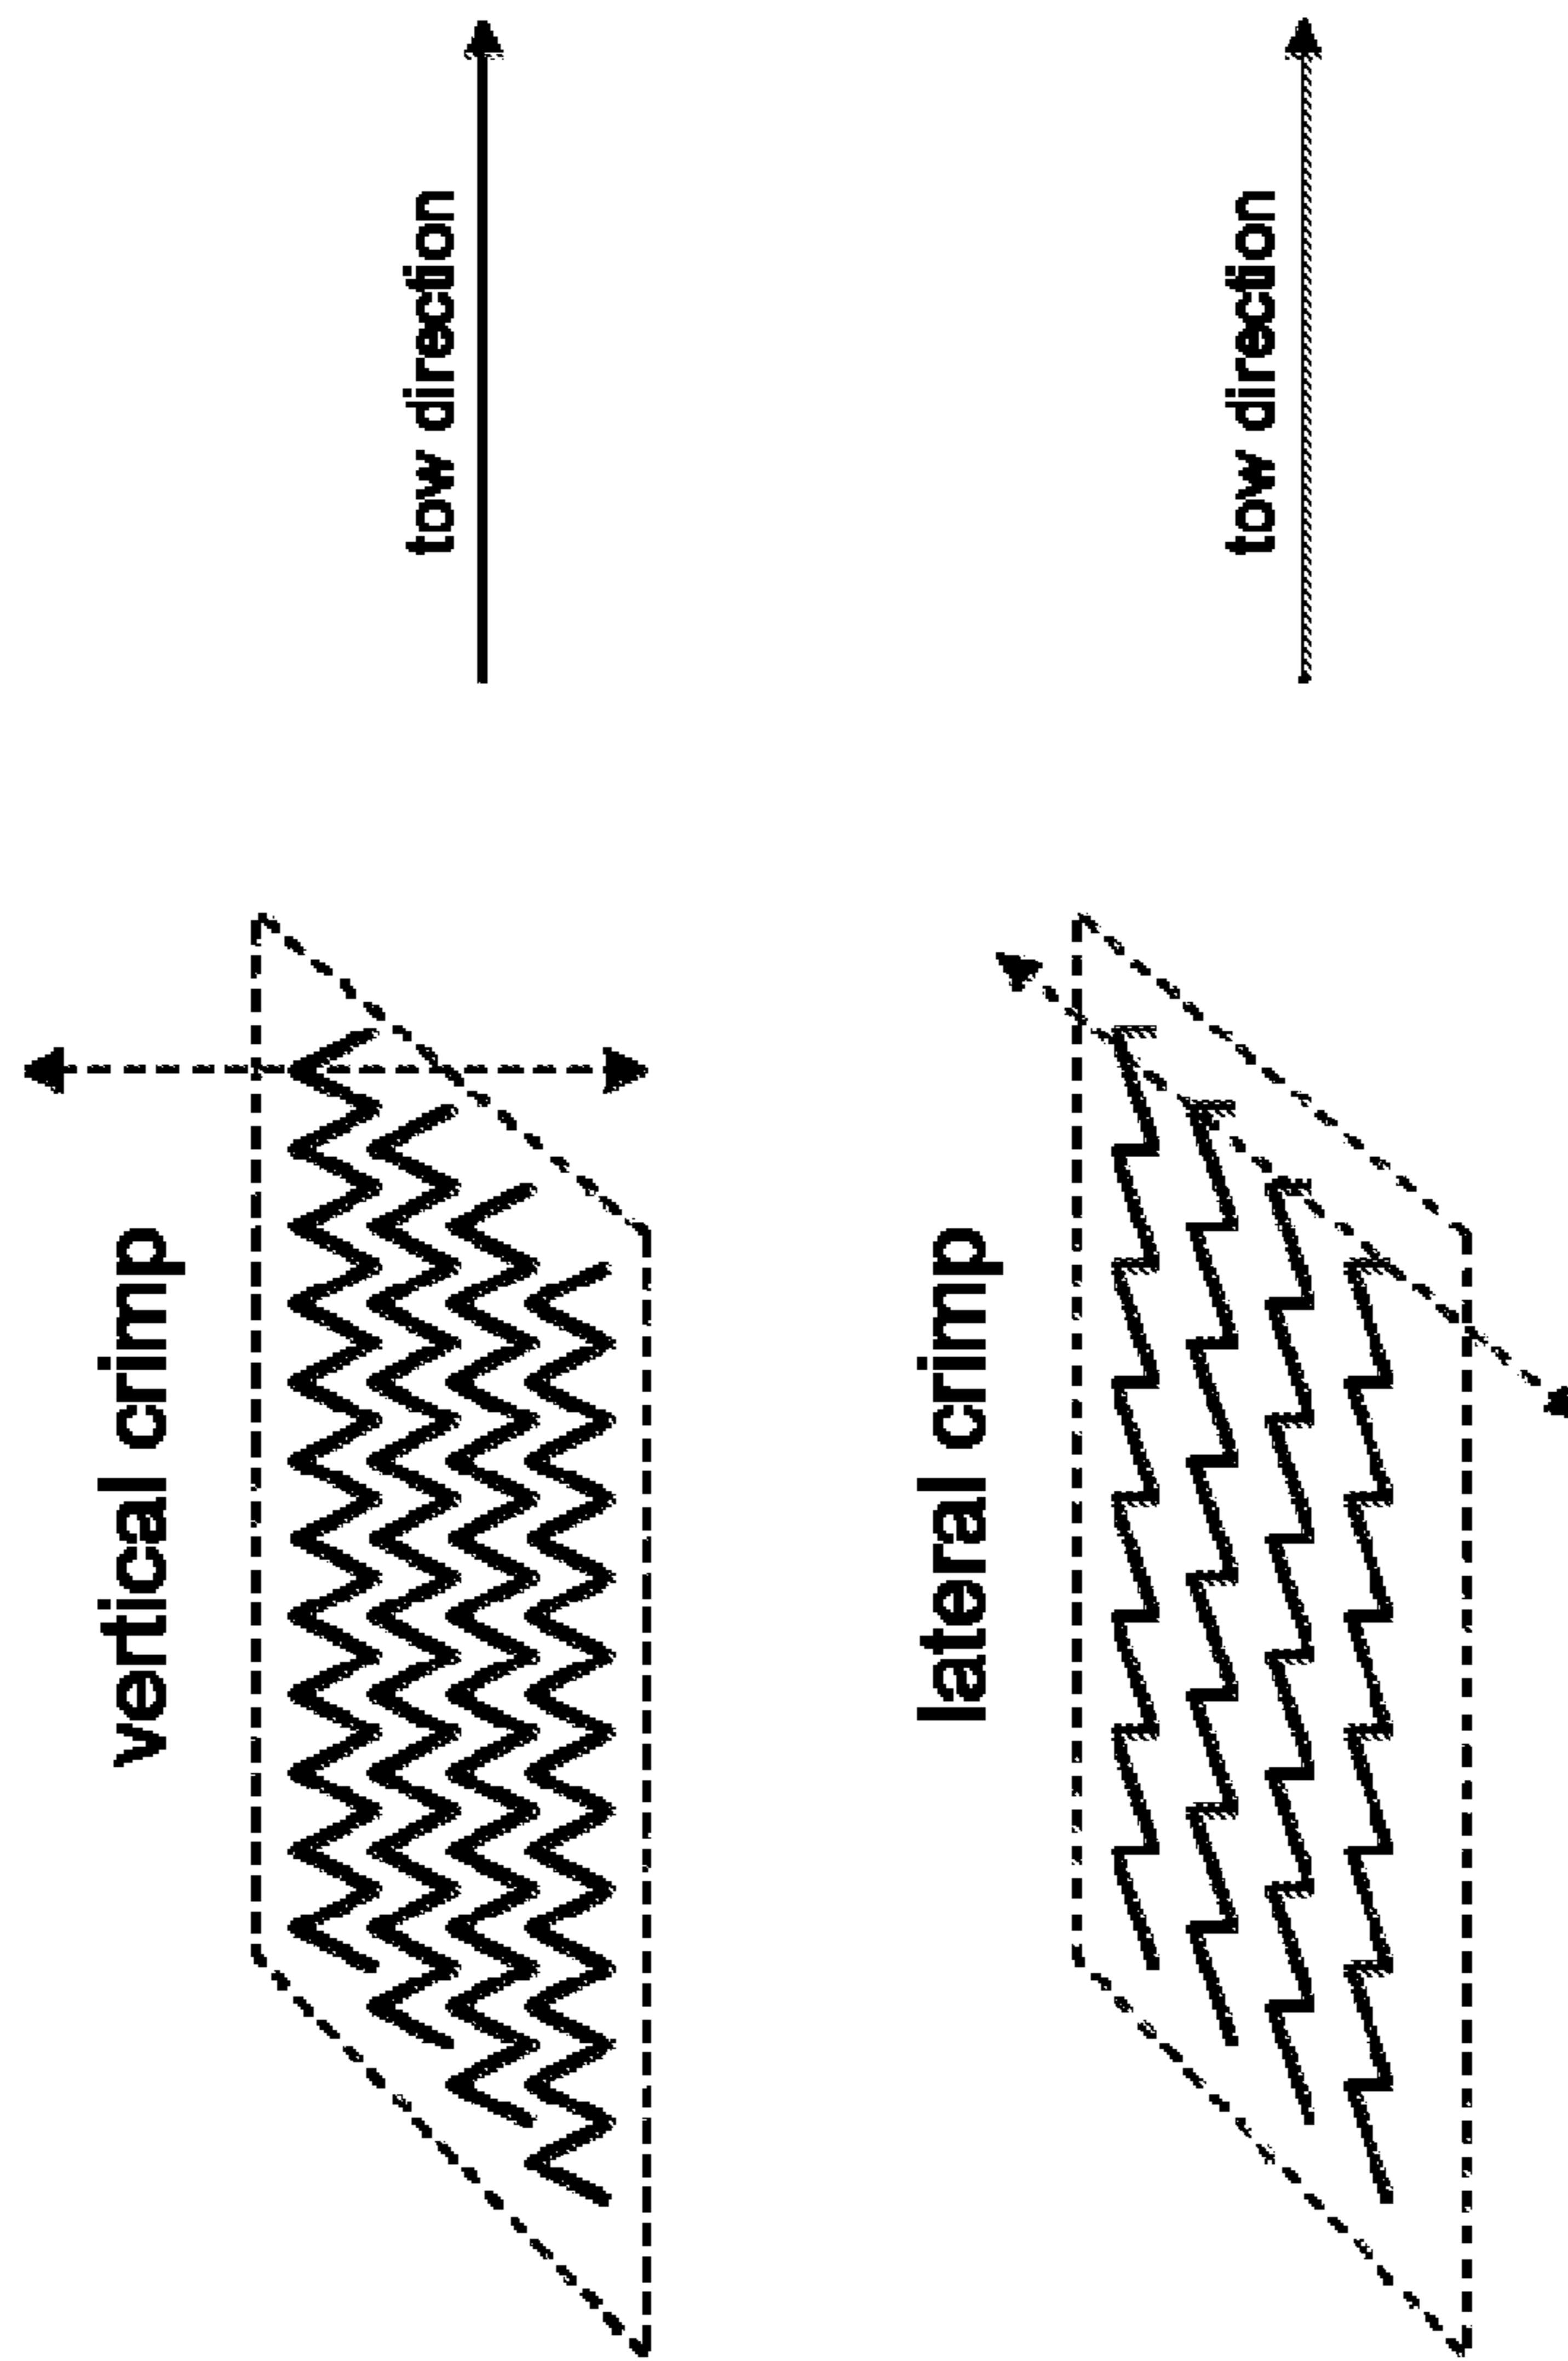 vertical crimp
tow direction
lateral crimp
tow direction